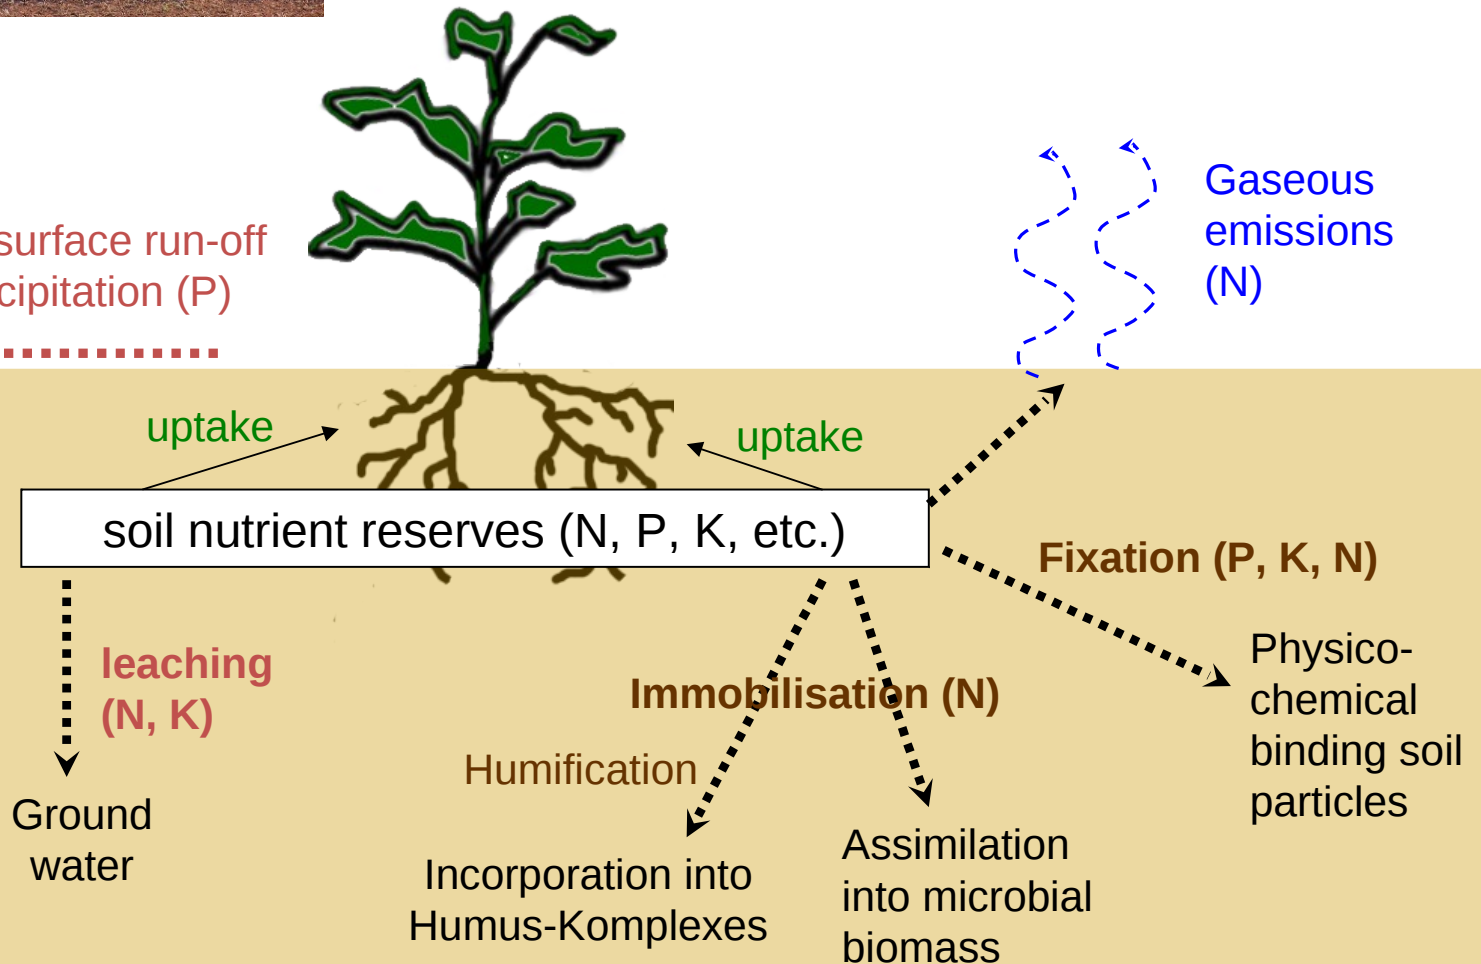 surface run-off
cipitation (P)
Gaseous
emissions
(N)
uptake
uptake
soil nutrient reserves (N, P, K, etc.)
Fixation (P, K, N)
Physico-
chemical
binding soil
particles
leaching
(N, K)
Immobilisation (N)
Humification
Ground
water
Incorporation into
Humus-Komplexes
Assimilation
into microbial
biomass